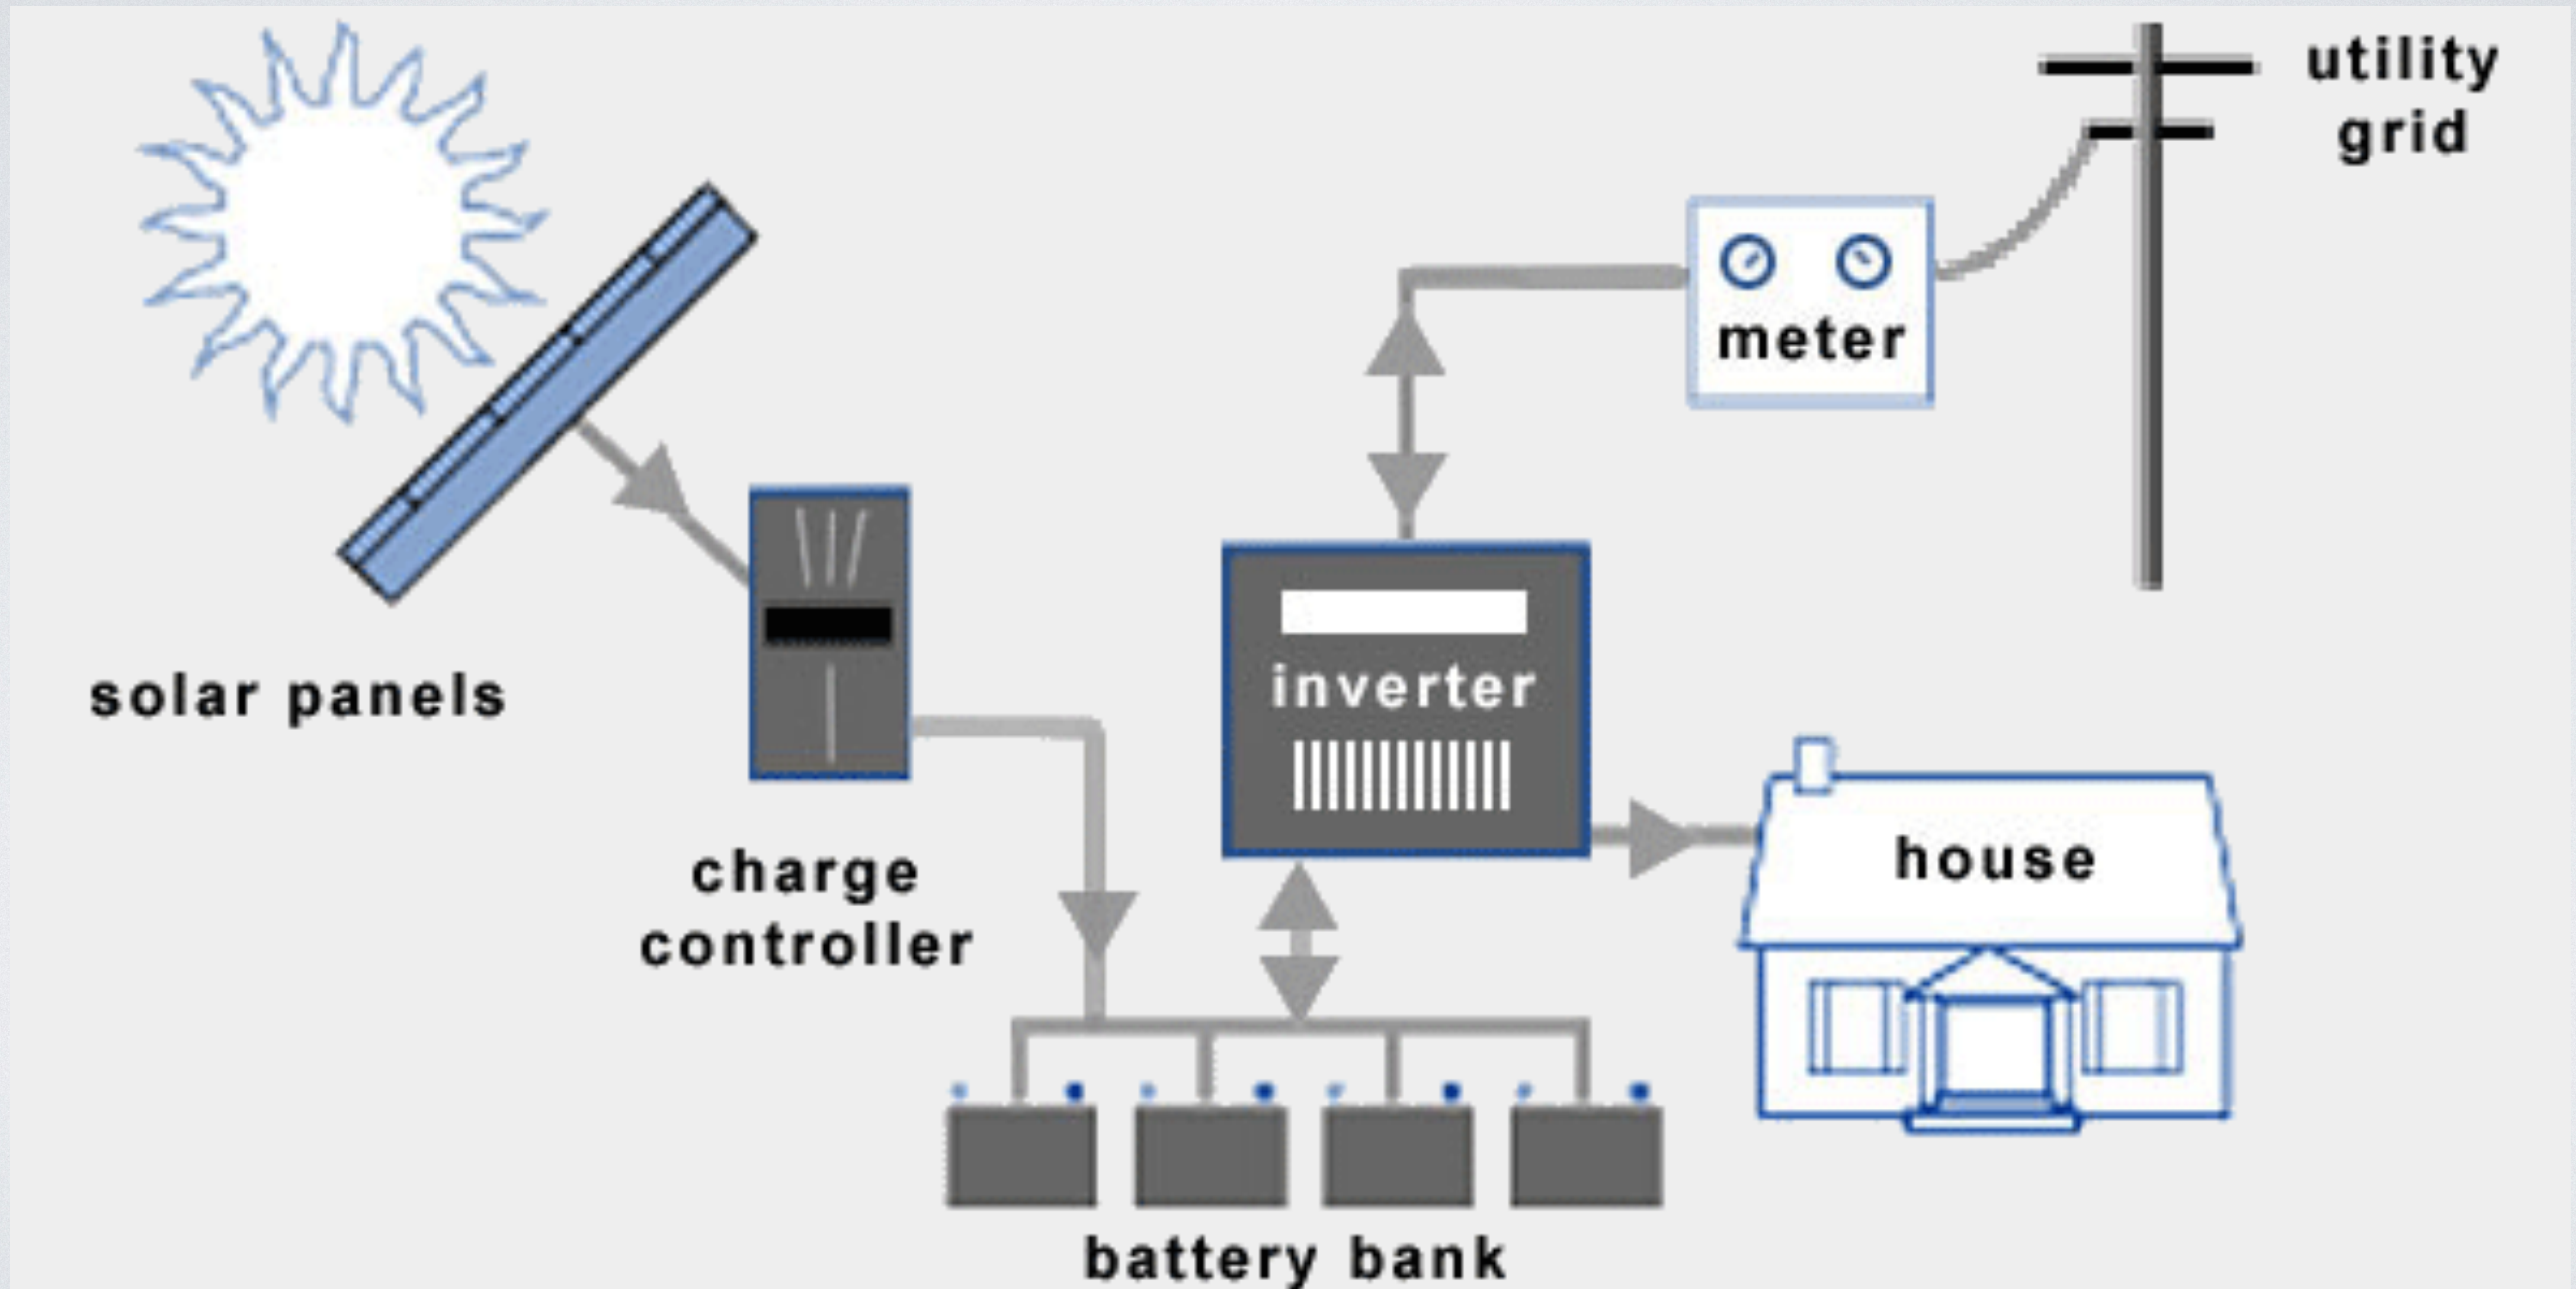 utility
grid
meter
solar panels
inverter
charge
controller
house
battery bank